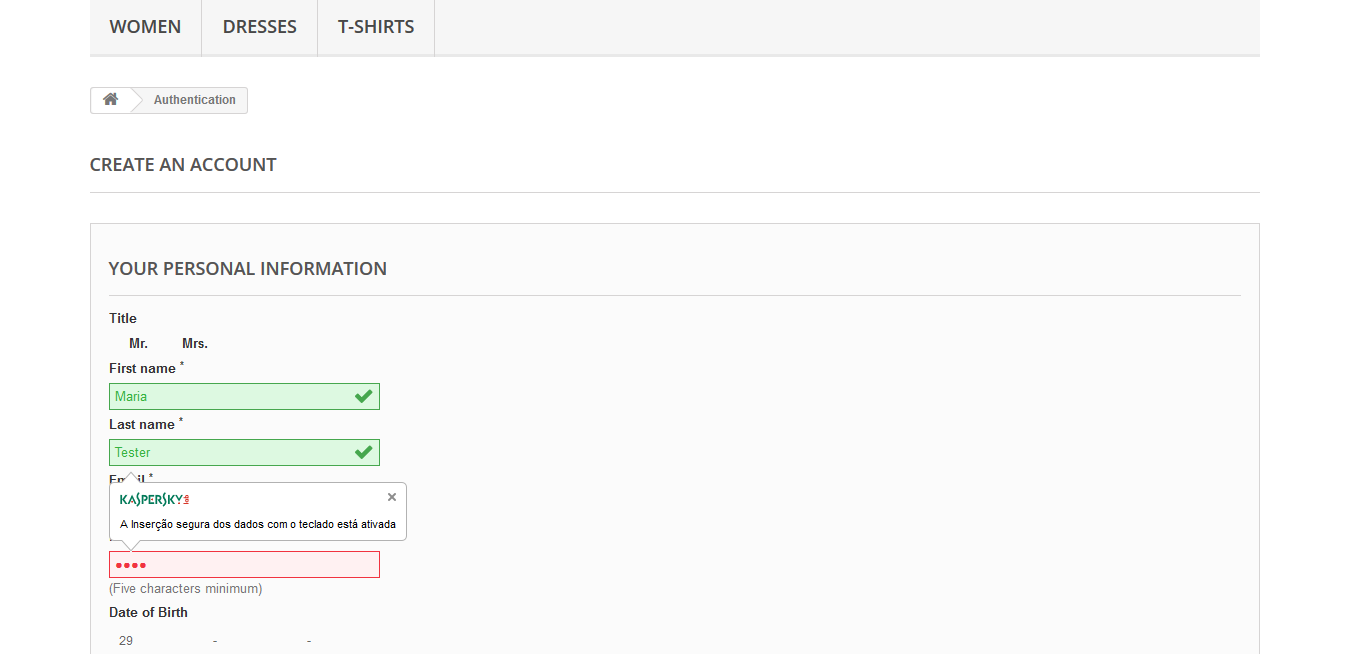 WOMEN DRESSES T-SHIRTS
Authentication
CREATE AN ACCOUNT
YOUR PERSONAL INFORMATION
Title
Mr. Mrs.
First name *
Maria
Last name *
Tester
Email *
KASPERSKY
A Inserção segura dos dados com o teclado está ativada
••••
(Five characters minimum)
Date of Birth
29 - -